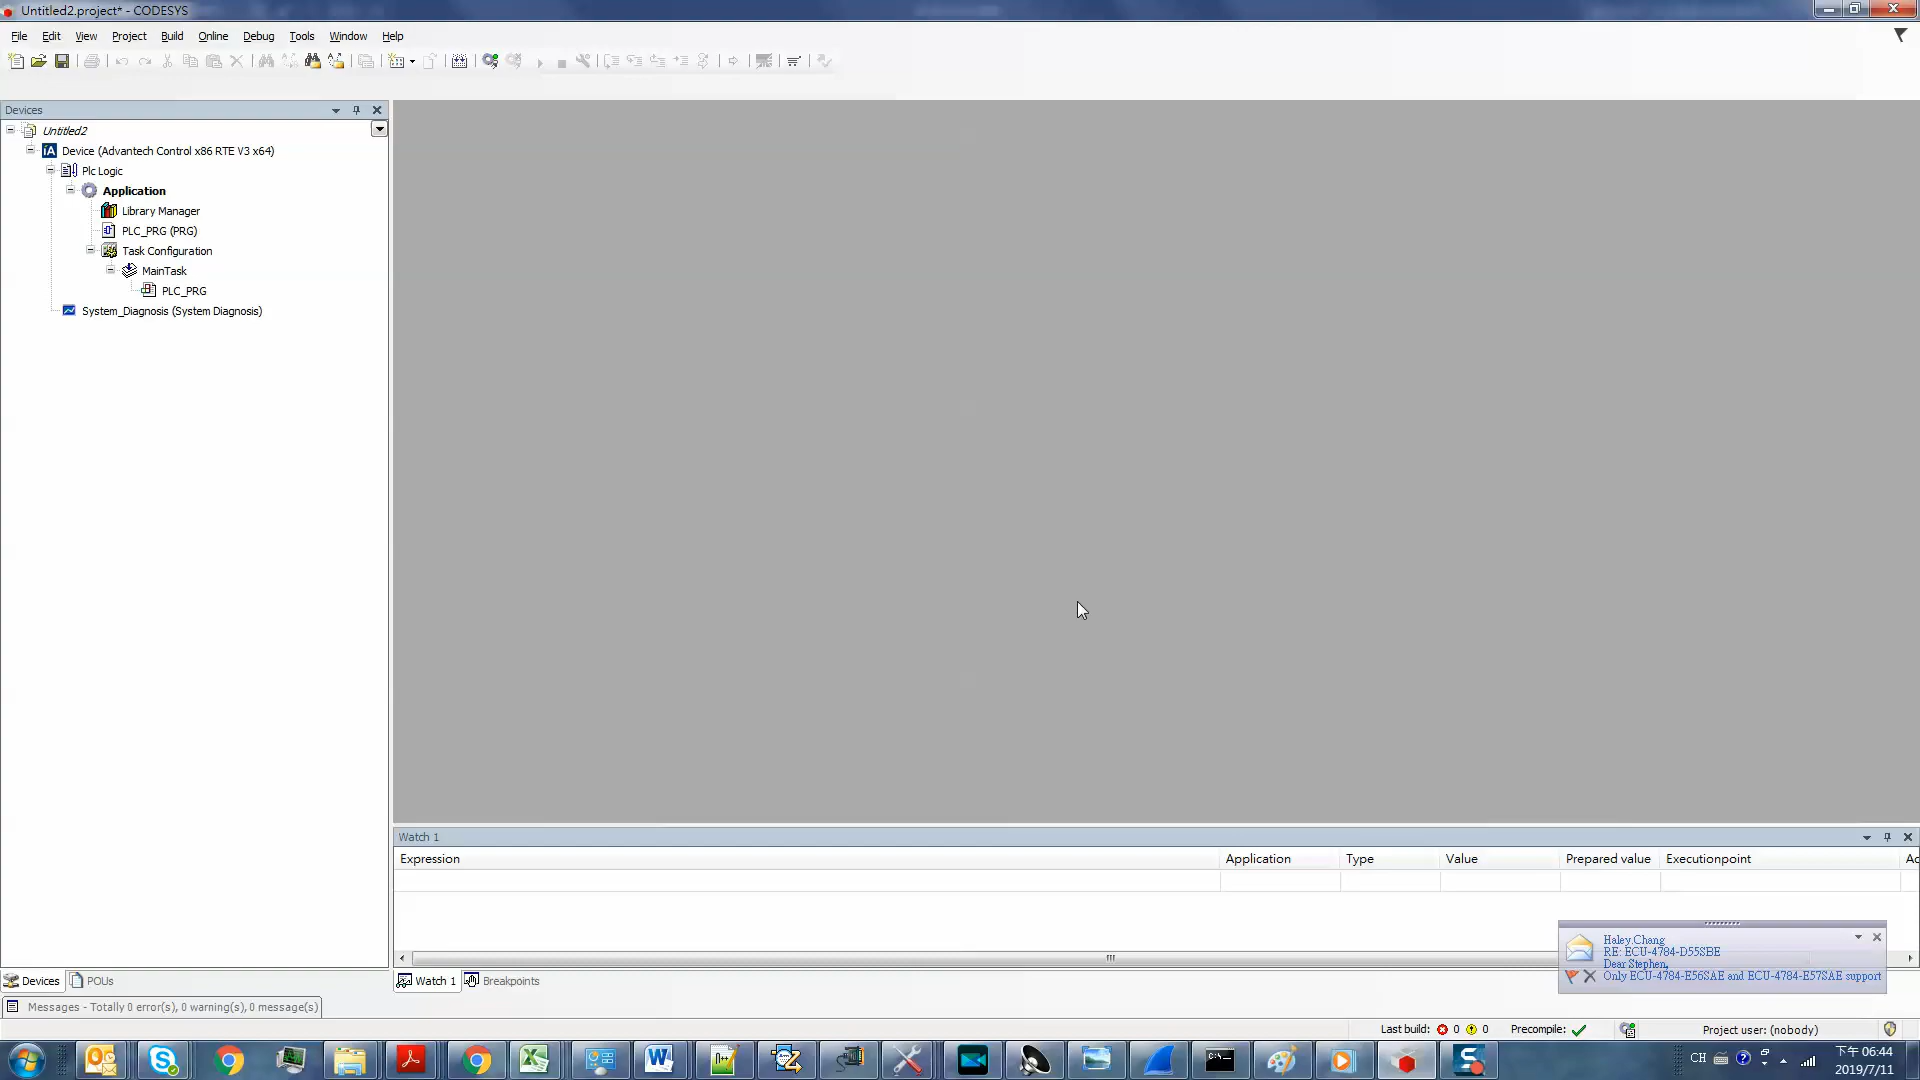 Untitled2.project* - CODESYS
File Edit View Project Build Online Debug Tools Window Help
Devices
Untitled2
Device (Advantech Control x86 RTE V3 x64)
Plc Logic
Application
Library Manager
PLC_PRG (PRG)
Task Configuration
MainTask
PLC_PRG
System_Diagnosis (System Diagnosis)
Watch 1
Expression Application Type Value Prepared value Executionpoint Ac
Haley.Chang
RE: ECU-4784-D55SBE
Dear Stephen,
Only ECU-4784-E56SAE and ECU-4784-E57SAE support
Devices POUs
Watch 1 Breakpoints
Messages - Totally 0 error(s), 0 warning(s), 0 message(s)
Last build: 0 0 Precompile: Project user: (nobody)
CH
下午 06:44
2019/7/11